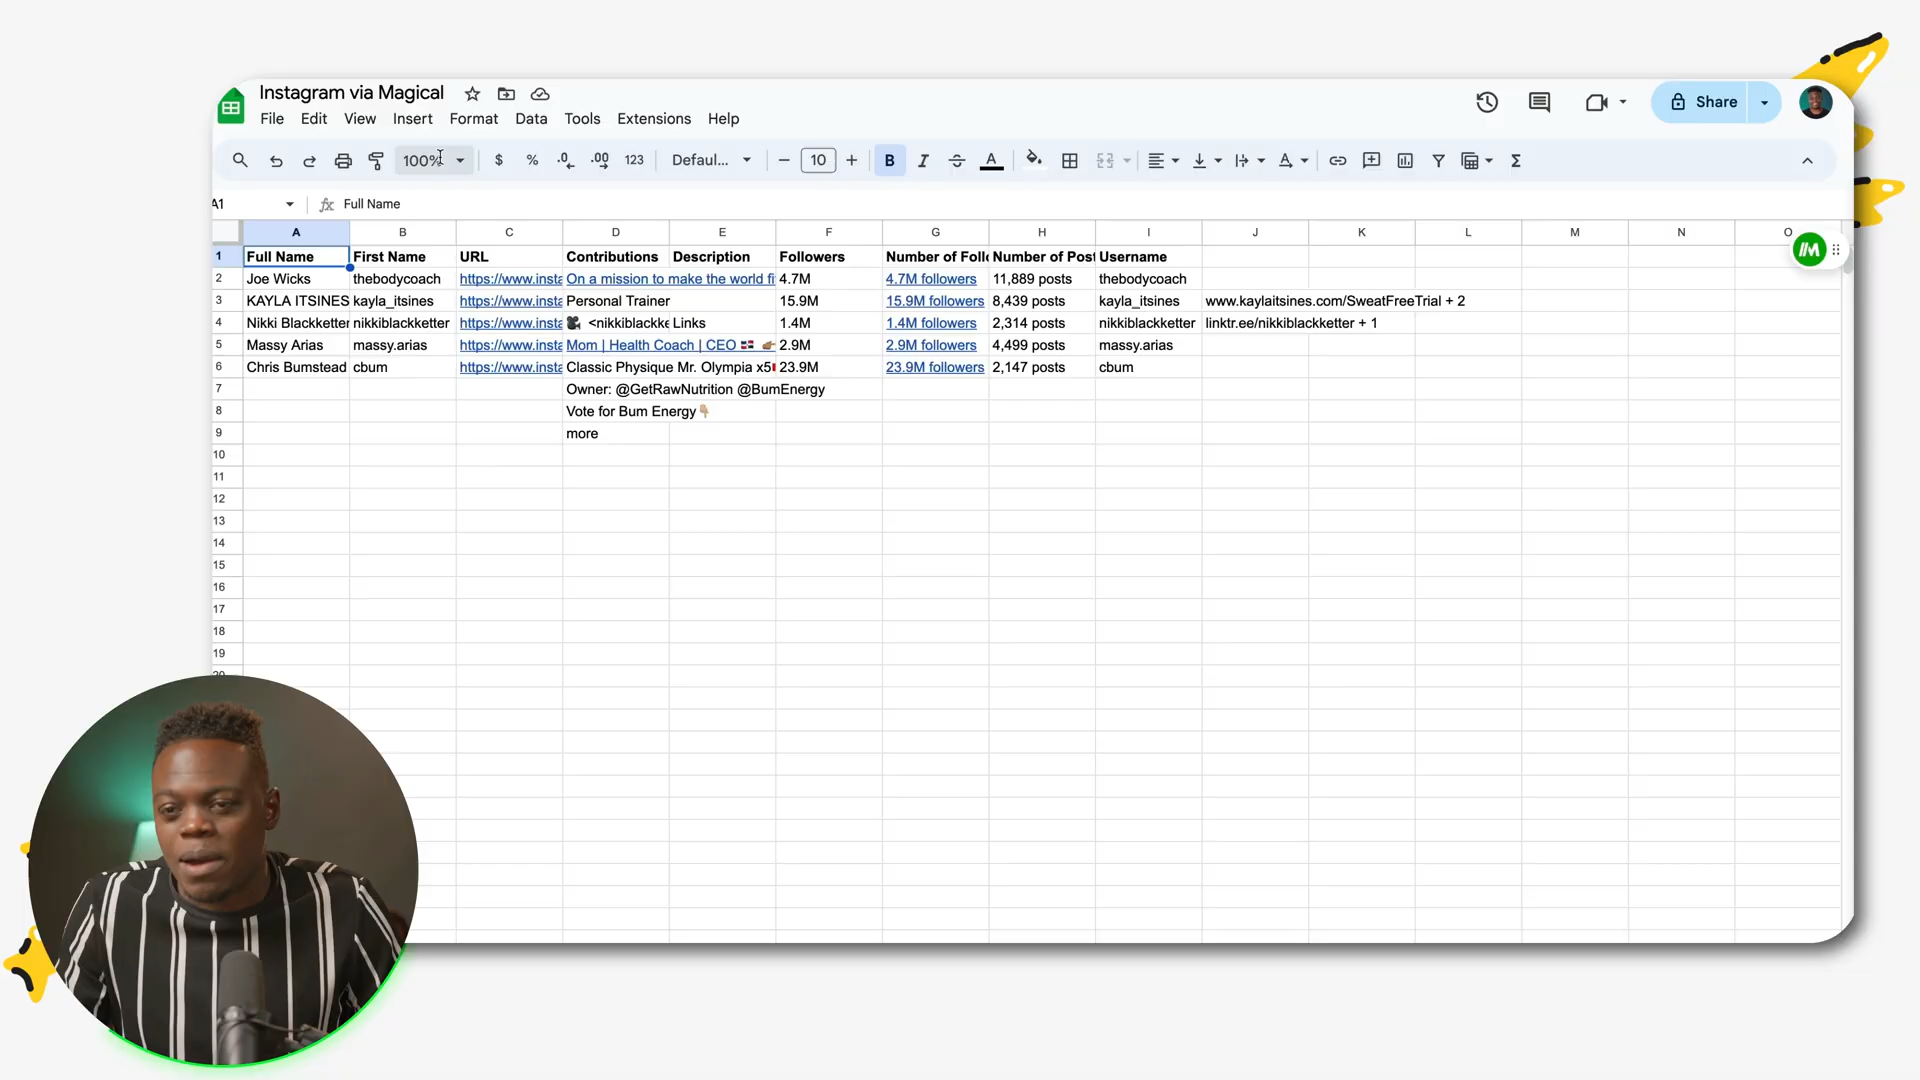 Instagram via Magical
File Edit View Insert Format Data Tools Extensions Help
Share
100% $ % .0 .00 123 Defaul... 10 B I A Σ
A1 fx Full Name
A B C D E F G H I J K L M N O
1 Full Name First Name URL Contributions Description Followers Number of Foll Number of Post Username
2 Joe Wicks thebodycoach https://www.insta On a mission to make the world fi 4.7M 4.7M followers 11,889 posts thebodycoach
3 KAYLA ITSINES kayla_itsines https://www.insta Personal Trainer 15.9M 15.9M followers 8,439 posts kayla_itsines www.kaylaitsines.com/SweatFreeTrial + 2
4 Nikki Blackketter nikkiblackketter https://www.insta 🎥 <nikkiblackke Links 1.4M 1.4M followers 2,314 posts nikkiblackketter linktr.ee/nikkiblackketter + 1
5 Massy Arias massy.arias https://www.insta Mom | Health Coach | CEO 🇩🇴 👉🏽 2.9M 2.9M followers 4,499 posts massy.arias
6 Chris Bumstead cbum https://www.insta Classic Physique Mr. Olympia x5 23.9M 23.9M followers 2,147 posts cbum
7 Owner: @GetRawNutrition @BumEnergy
8 Vote for Bum Energy👇🏼
9 more
10
11
12
13
14
15
16
17
18
19